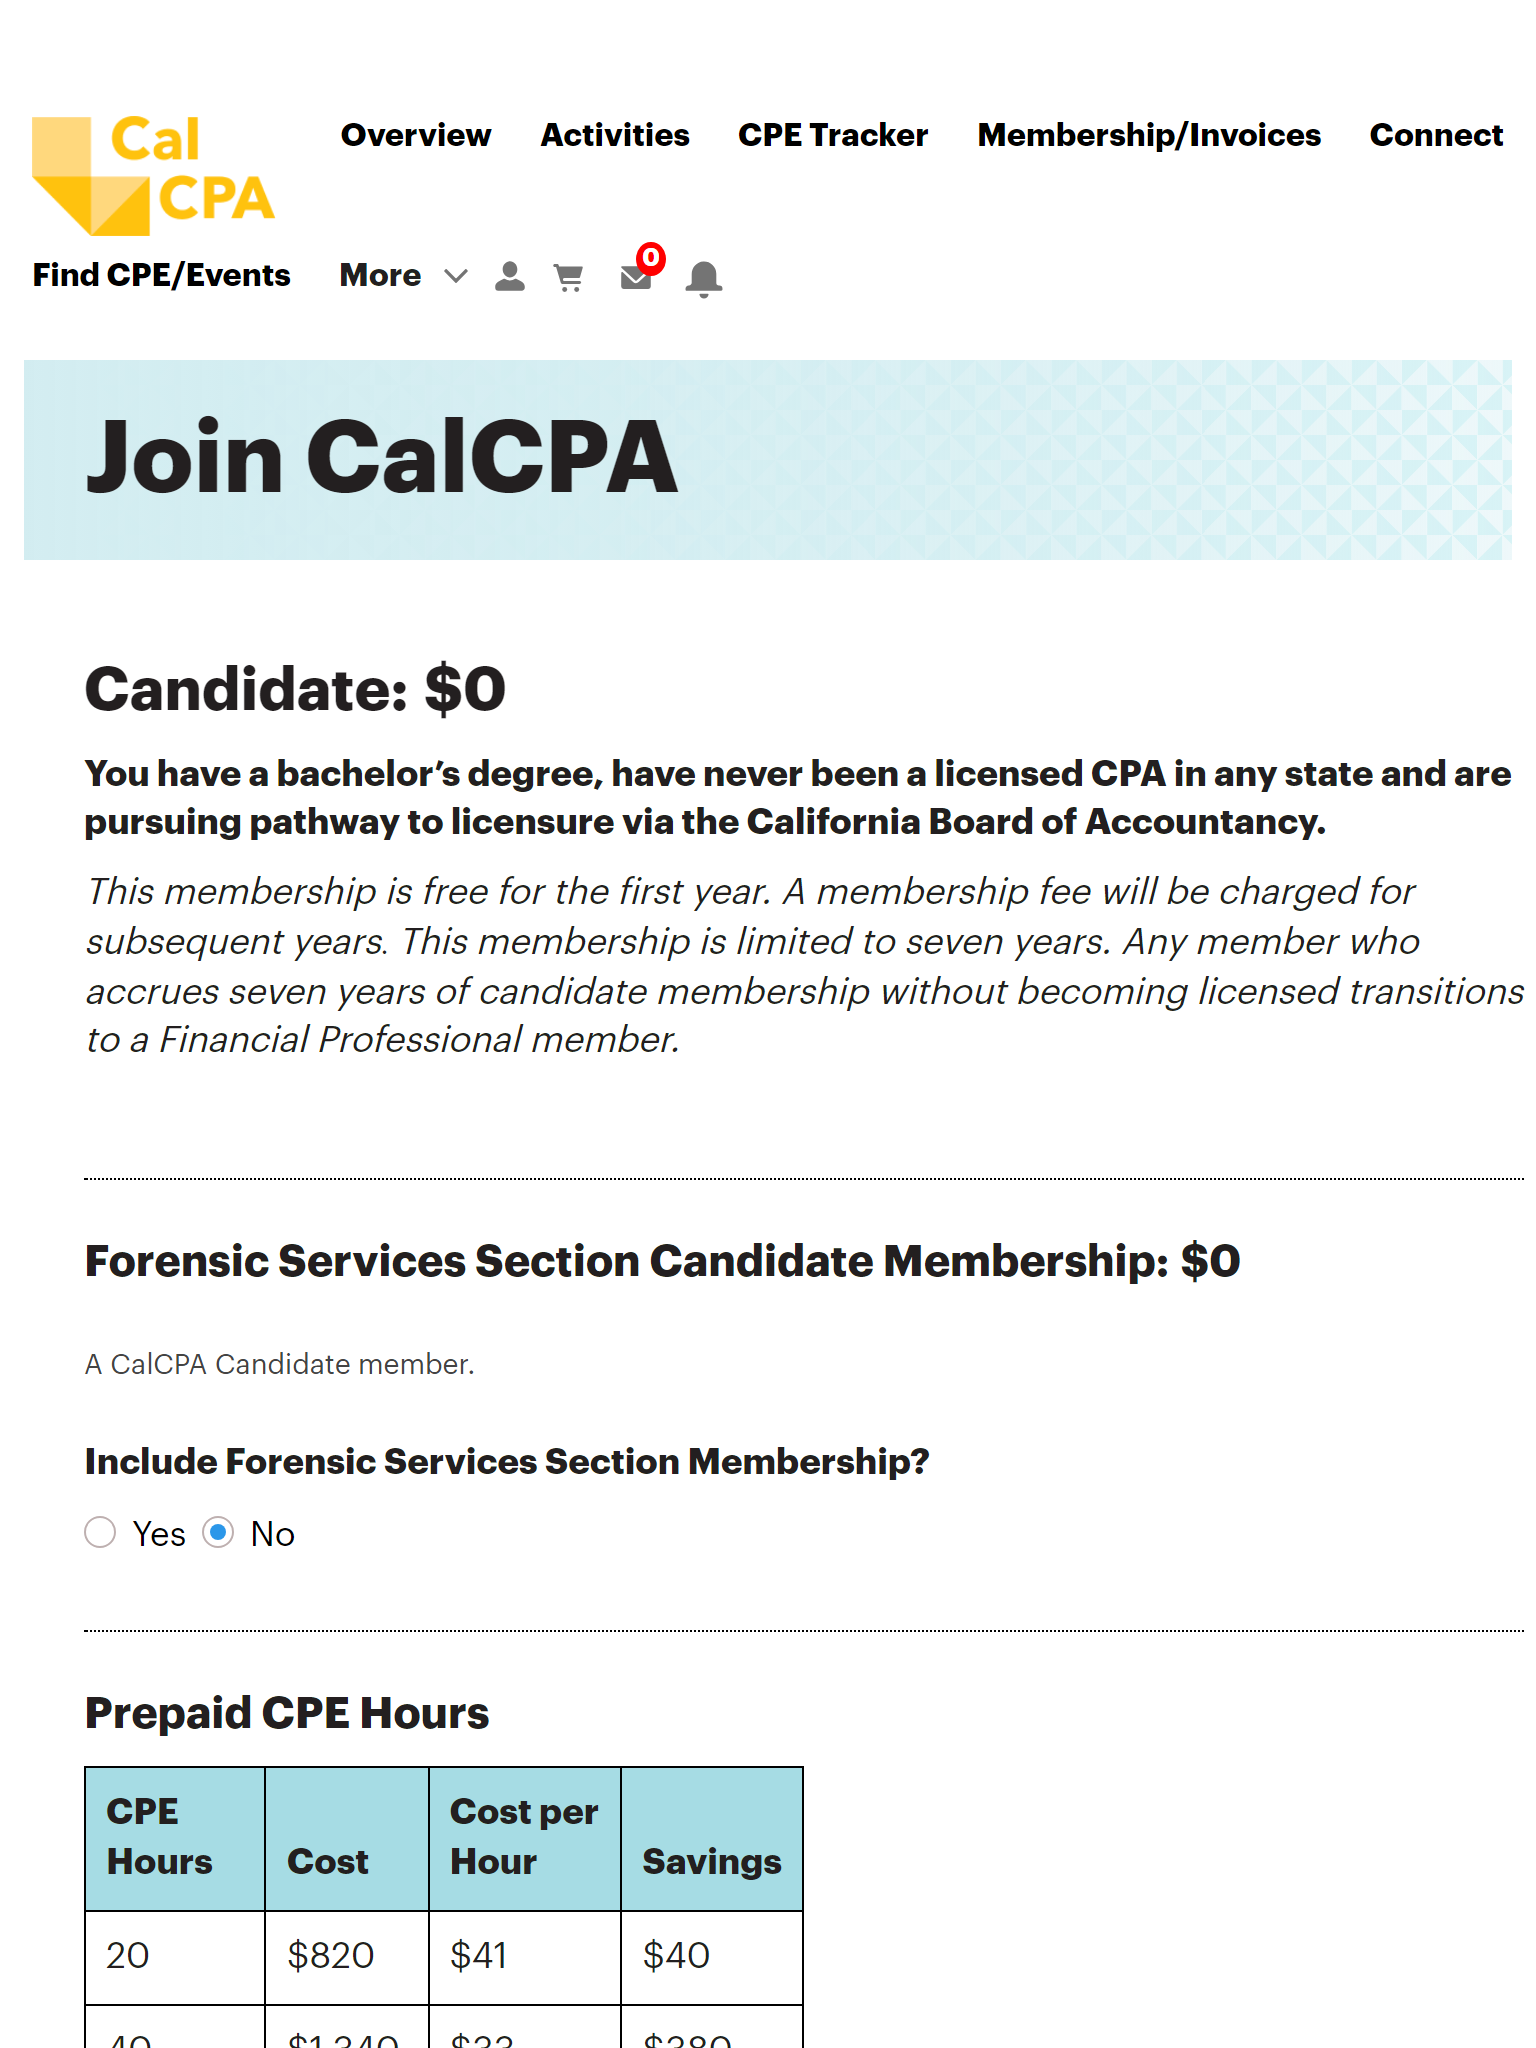 Cal
CPA
Overview Activities CPE Tracker Membership/Invoices Connect
Find CPE/Events More 0
Join CalCPA
Candidate: $0
You have a bachelor’s degree, have never been a licensed CPA in any state and are
pursuing pathway to licensure via the California Board of Accountancy.
This membership is free for the first year. A membership fee will be charged for
subsequent years. This membership is limited to seven years. Any member who
accrues seven years of candidate membership without becoming licensed transitions
to a Financial Professional member.
Forensic Services Section Candidate Membership: $0
A CalCPA Candidate member.
Include Forensic Services Section Membership?
Yes No
Prepaid CPE Hours
CPE Hours Cost Cost per Hour Savings
20 $820 $41 $40
40 $1,340 $33 $380